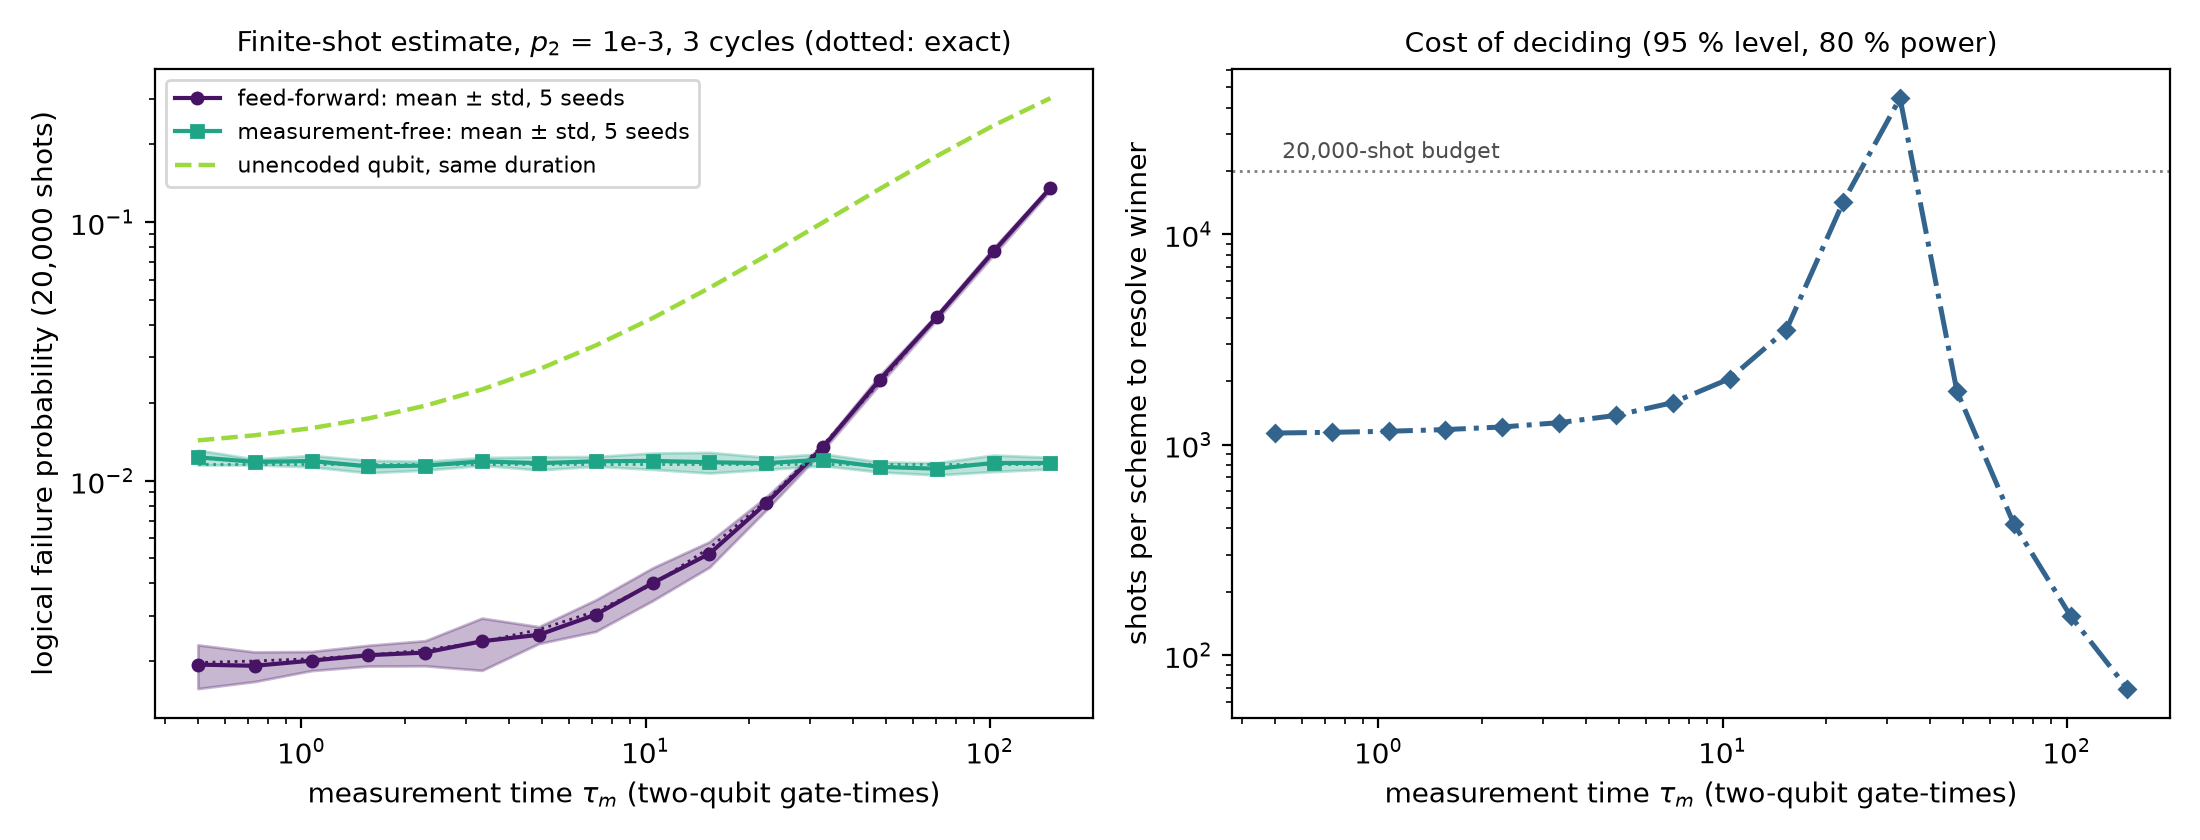 Finite-shot estimate, p₂ = 1e-3, 3 cycles (dotted: exact)
feed-forward: mean ± std, 5 seeds
measurement-free: mean ± std, 5 seeds
unencoded qubit, same duration
logical failure probability (20,000 shots)
10⁻¹
10⁻²
10⁰
10¹
10²
measurement time τₘ (two-qubit gate-times)
Cost of deciding (95 % level, 80 % power)
20,000-shot budget
shots per scheme to resolve winner
10⁴
10³
10²
10⁰
10¹
10²
measurement time τₘ (two-qubit gate-times)